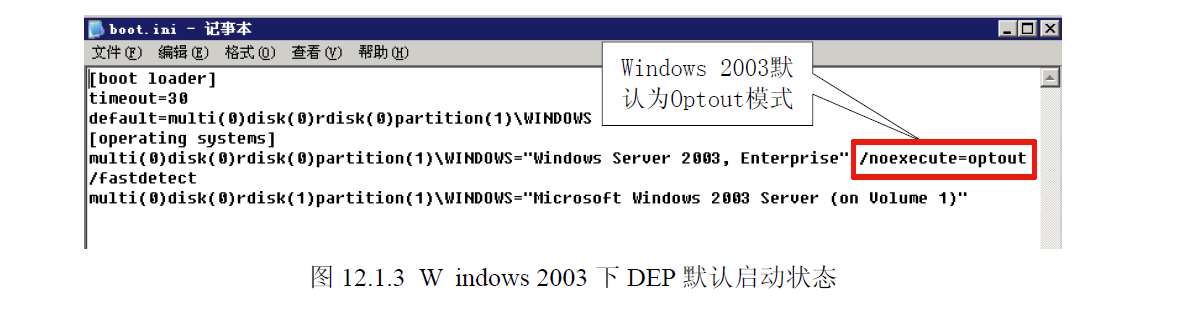 boot.ini - 记事本
文件(F) 编辑(E) 格式(O) 查看(V) 帮助(H)
Windows 2003默
认为Optout模式
[boot loader]
timeout=30
default=multi(0)disk(0)rdisk(0)partition(1)\WINDOWS
[operating systems]
multi(0)disk(0)rdisk(0)partition(1)\WINDOWS="Windows Server 2003, Enterprise" /noexecute=optout
/fastdetect
multi(0)disk(0)rdisk(1)partition(1)\WINDOWS="Microsoft Windows 2003 Server (on Volume 1)"
图 12.1.3 W indows 2003 下 DEP 默认启动状态